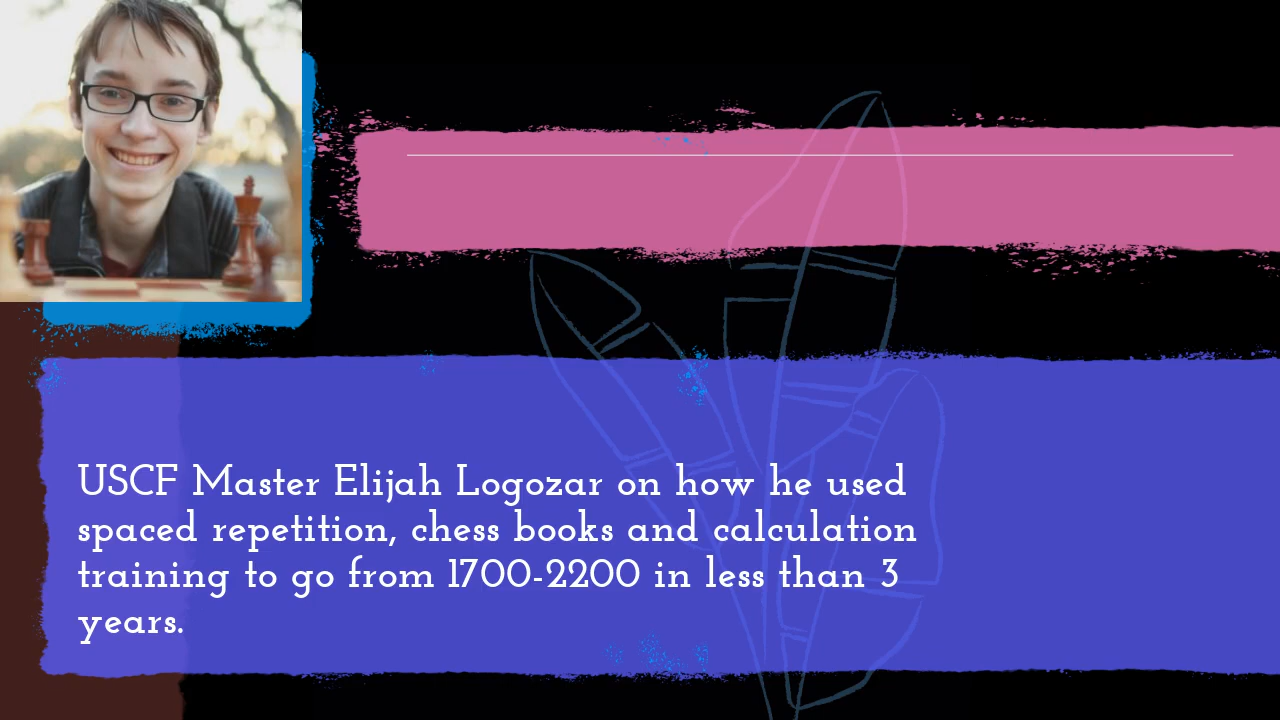 USCF Master Elijah Logozar on how he used
spaced repetition, chess books and calculation
training to go from 1700-2200 in less than 3
years.